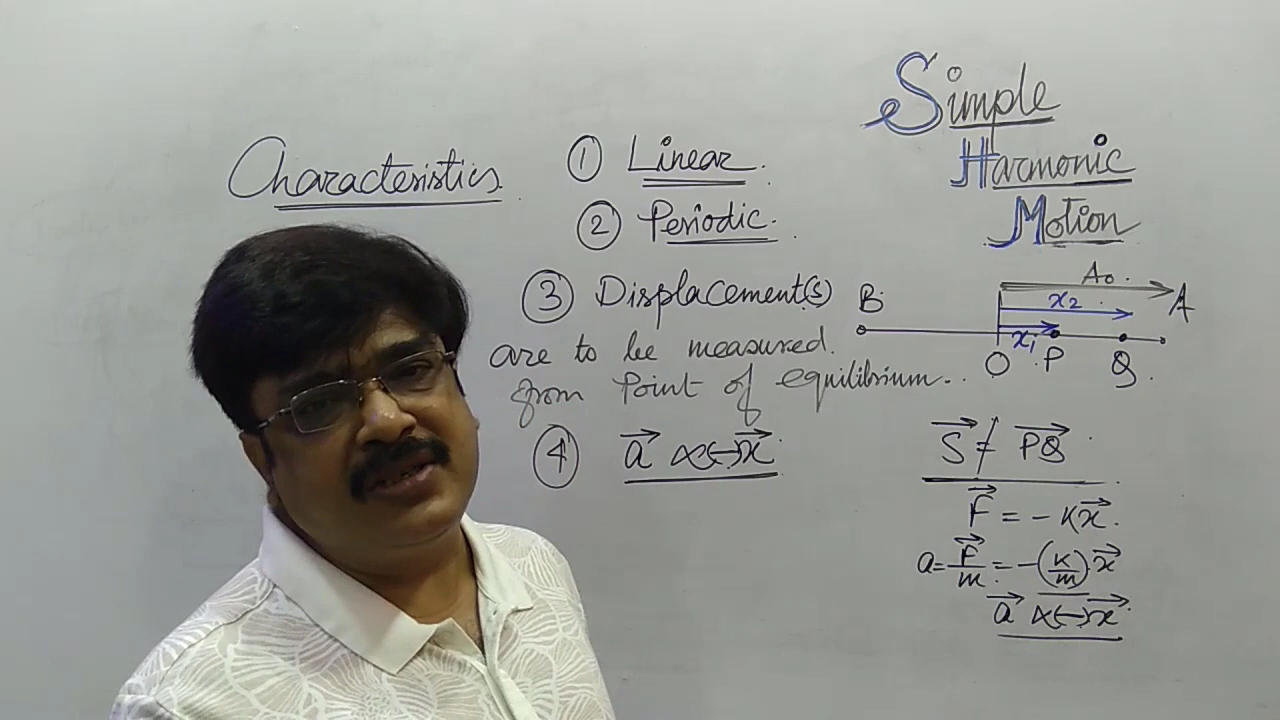 Simple
Harmonic
Motion
Characteristics.
① Linear.
② Periodic.
③ Displacement(s)
are to be measured.
from Point of equilibrium..
④ a⃗ ∝(-)x⃗
A₀.
B x₂ A
x₁
O P Q.
S⃗ ≠ PQ⃗
F⃗ = -Kx⃗.
a = F⃗/m = -(K/m)x⃗
a⃗ ∝(-)x⃗